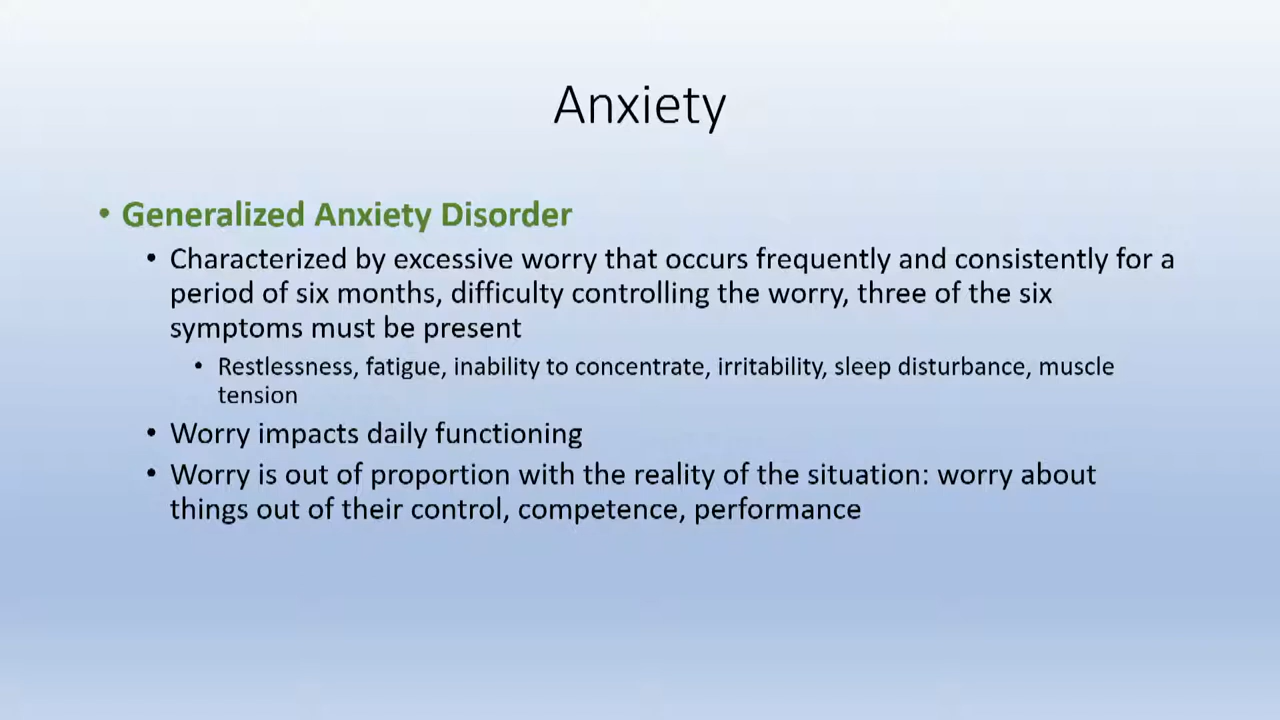 Anxiety
• Generalized Anxiety Disorder
• Characterized by excessive worry that occurs frequently and consistently for a
period of six months, difficulty controlling the worry, three of the six
symptoms must be present
• Restlessness, fatigue, inability to concentrate, irritability, sleep disturbance, muscle
tension
• Worry impacts daily functioning
• Worry is out of proportion with the reality of the situation: worry about
things out of their control, competence, performance